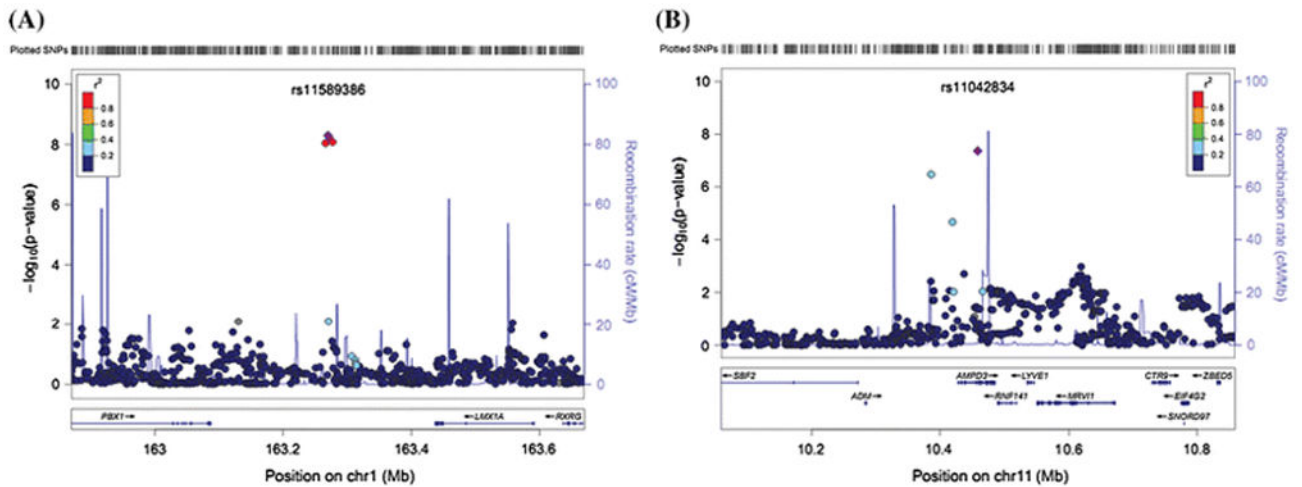 (A)
Plotted SNPs
rs11589386
r²
0.8
0.6
0.4
0.2
10
8
6
4
2
0
−log10(p-value)
100
80
60
40
20
0
Recombination rate (cM/Mb)
PBX1→
←LMX1A
←RXRG
163
163.2
163.4
163.6
Position on chr1 (Mb)
(B)
Plotted SNPs
rs11042834
r²
0.8
0.6
0.4
0.2
10
8
6
4
2
0
−log10(p-value)
100
80
60
40
20
0
Recombination rate (cM/Mb)
←SBF2
AMPD3→
←LYVE1
CTR9→
←ZBED5
ADM→
←RNF141
←MRVI1
←EIF4G2
←SNORD97
10.2
10.4
10.6
10.8
Position on chr11 (Mb)